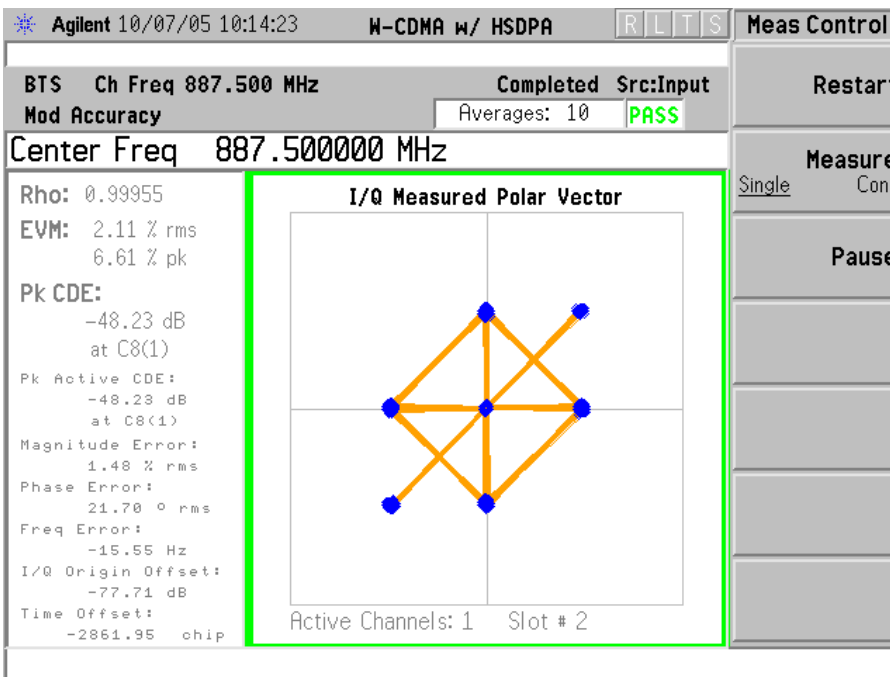 Agilent 10/07/05 10:14:23 W-CDMA w/ HSDPA R L T S Meas Control
BTS Ch Freq 887.500 MHz Completed Src:Input
Mod Accuracy Averages: 10 PASS
Center Freq 887.500000 MHz
Restart
Measure
Single Con
Pause
Rho: 0.99955
EVM: 2.11 % rms
6.61 % pk
Pk CDE:
-48.23 dB
at C8(1)
Pk Active CDE:
-48.23 dB
at C8(1)
Magnitude Error:
1.48 % rms
Phase Error:
21.70 º rms
Freq Error:
-15.55 Hz
I/Q Origin Offset:
-77.71 dB
Time Offset:
-2861.95 chip
I/Q Measured Polar Vector
Active Channels: 1 Slot # 2